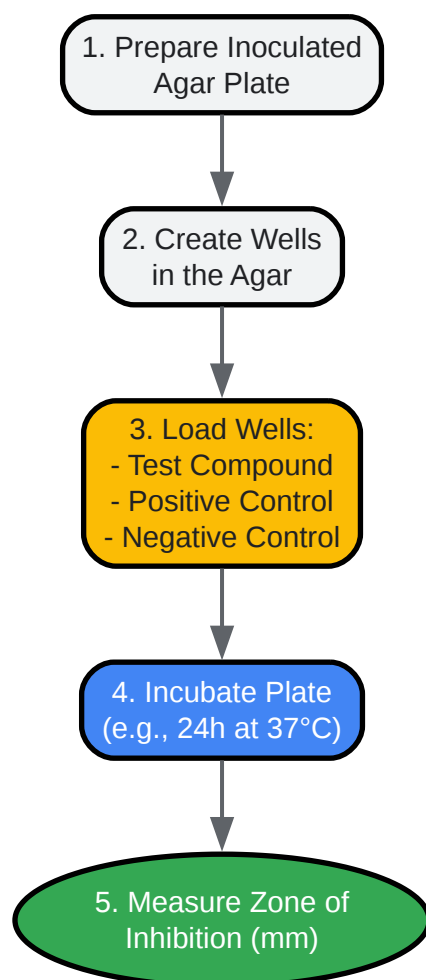 1. Prepare Inoculated
Agar Plate
2. Create Wells
in the Agar
3. Load Wells:
- Test Compound
- Positive Control
- Negative Control
4. Incubate Plate
(e.g., 24h at 37°C)
5. Measure Zone of
Inhibition (mm)